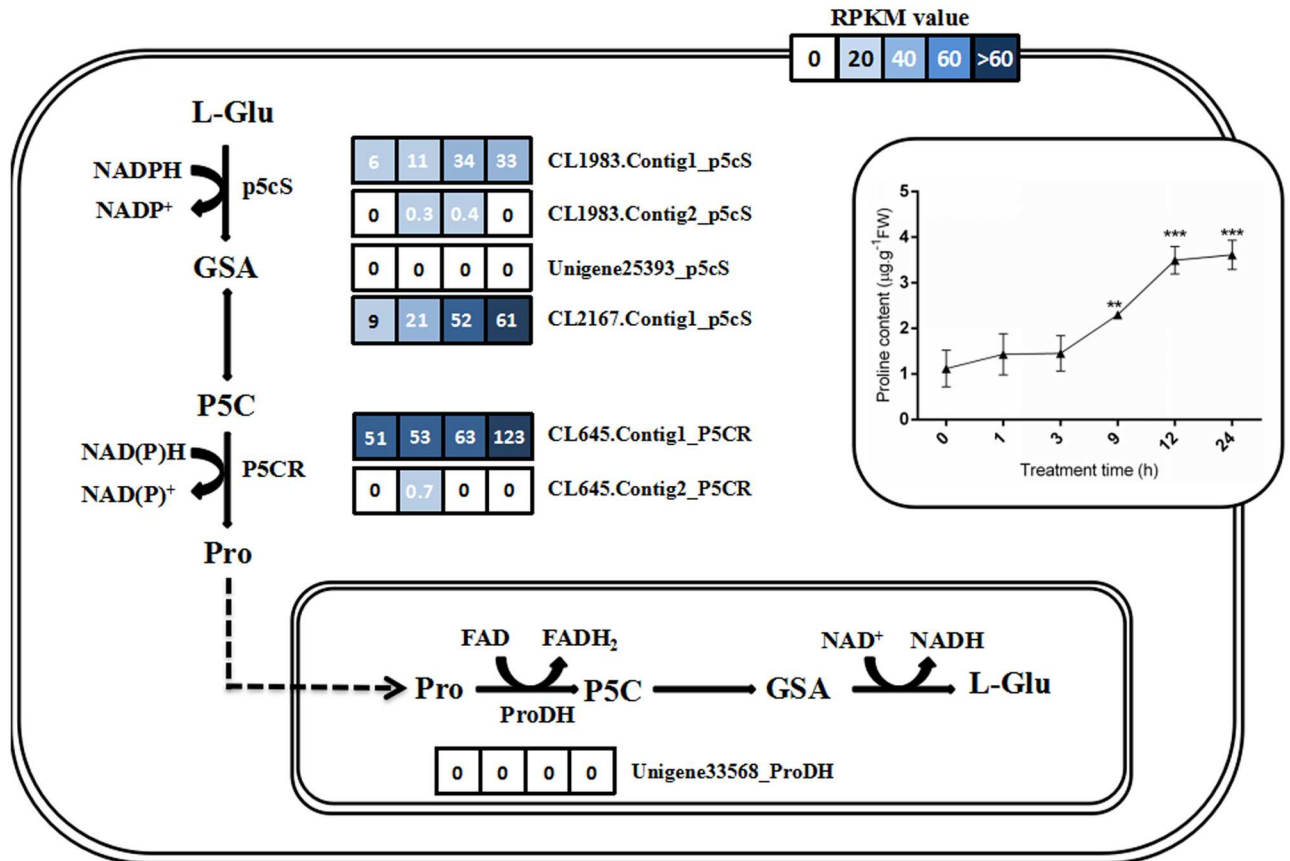 RPKM value
0 20 40 60 >60
L-Glu
NADPH
NADP⁺
p5cS
GSA
P5C
NAD(P)H
NAD(P)⁺
P5CR
Pro
6 11 34 33 CL1983.Contig1_p5cS
0 0.3 0.4 0 CL1983.Contig2_p5cS
0 0 0 0 Unigene25393_p5cS
9 21 52 61 CL2167.Contig1_p5cS
51 53 63 123 CL645.Contig1_P5CR
0 0.7 0 0 CL645.Contig2_P5CR
Proline content (µg.g⁻¹FW)
5
4
3
2
1
0
**
***
***
0 1 3 9 12 24
Treatment time (h)
FAD FADH₂ NAD⁺ NADH
Pro P5C GSA L-Glu
ProDH
0 0 0 0 Unigene33568_ProDH